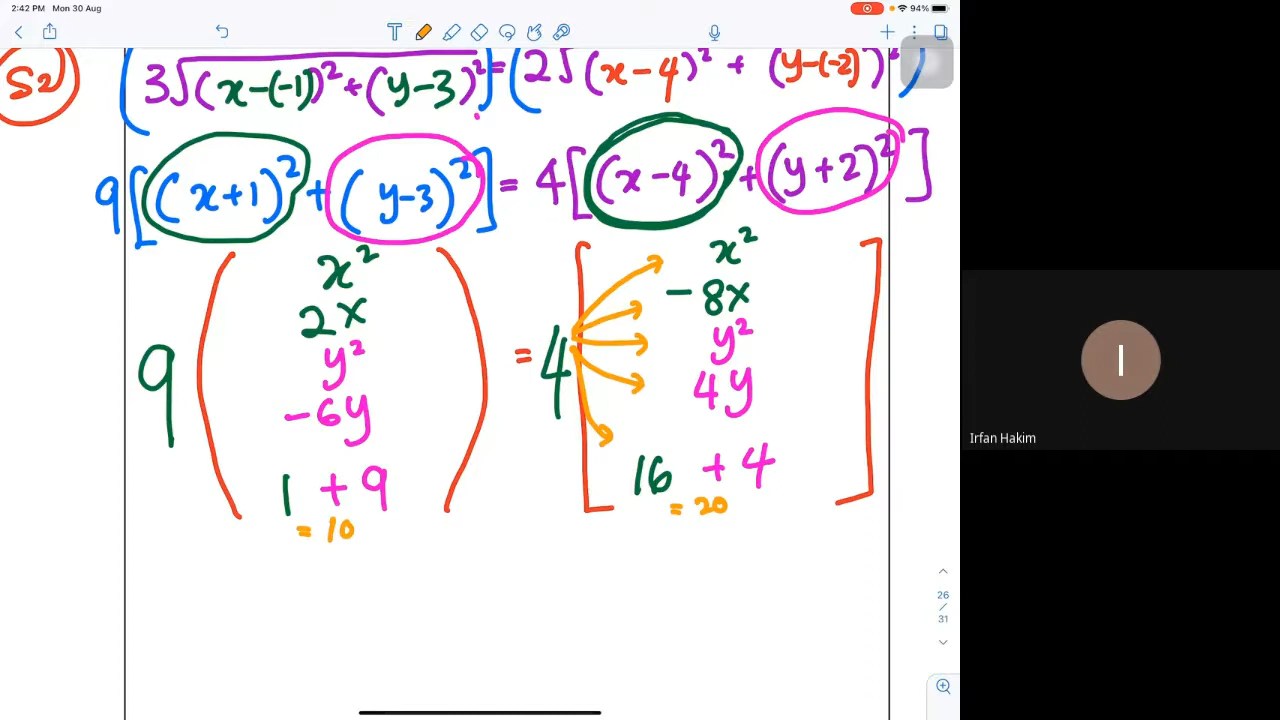 2:42 PM Mon 30 Aug 94%
S2
(3√(x-(-1))² + (y-3)²) = (2√(x-4)² + (y-(-2))²)
9[(x+1)² + (y-3)²] = 4[(x-4)² + (y+2)²]
x² x²
2x -8x
y² y²
9 = 4
-6y 4y
1 + 9 16 + 4
= 10 = 20
I
Irfan Hakim
26
/
31